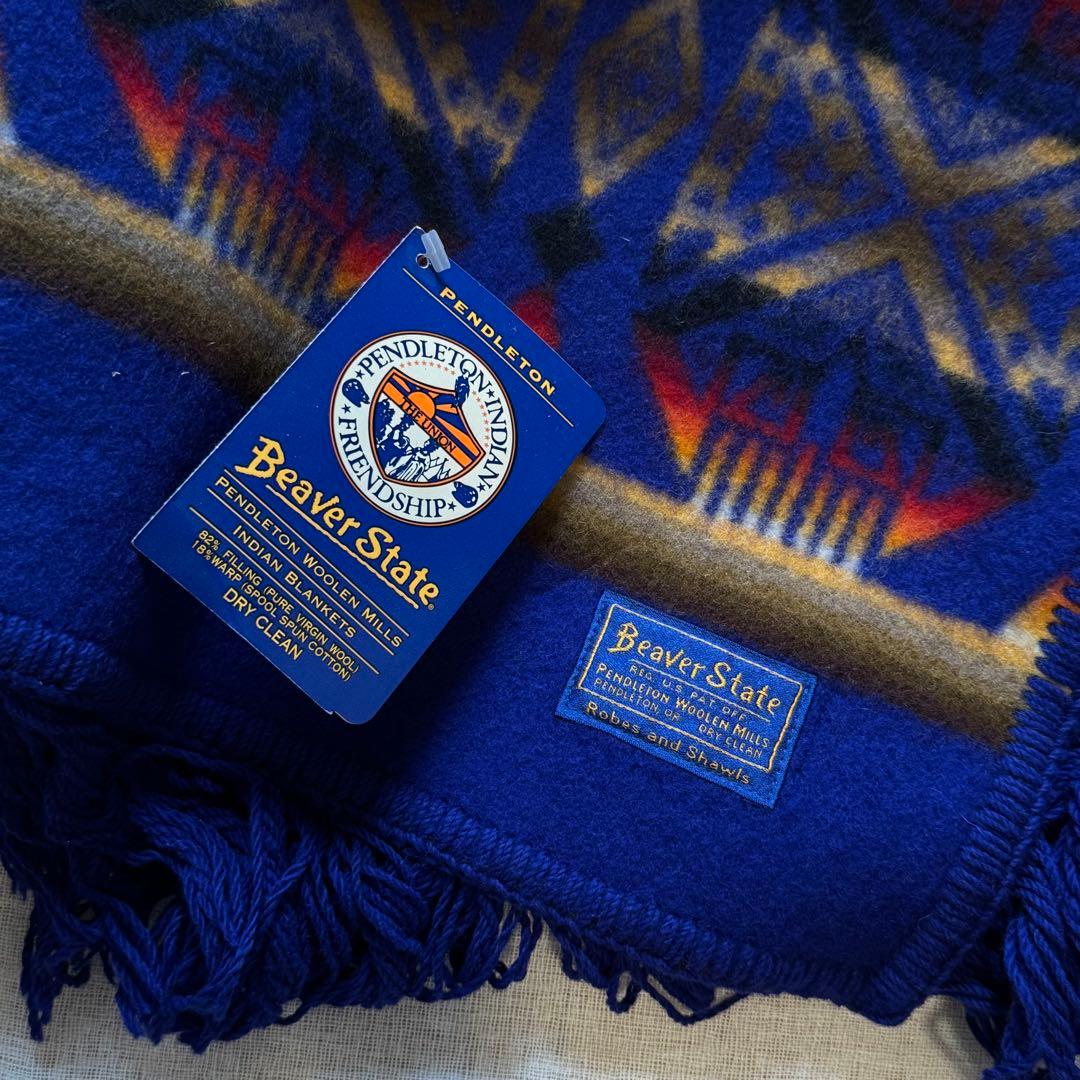 PENDLETON
PENDLETON INDIAN
FRIENDSHIP
THE UNION
Beaver State®
PENDLETON WOOLEN MILLS
INDIAN BLANKETS
82% FILLING (PURE VIRGIN WOOL)
18% WARP (SPOOL SPUN COTTON)
DRY CLEAN
Beaver State
REG. U.S. PAT. OFF.
PENDLETON WOOLEN MILLS
PENDLETON, OR. DRY CLEAN
Robes and Shawls